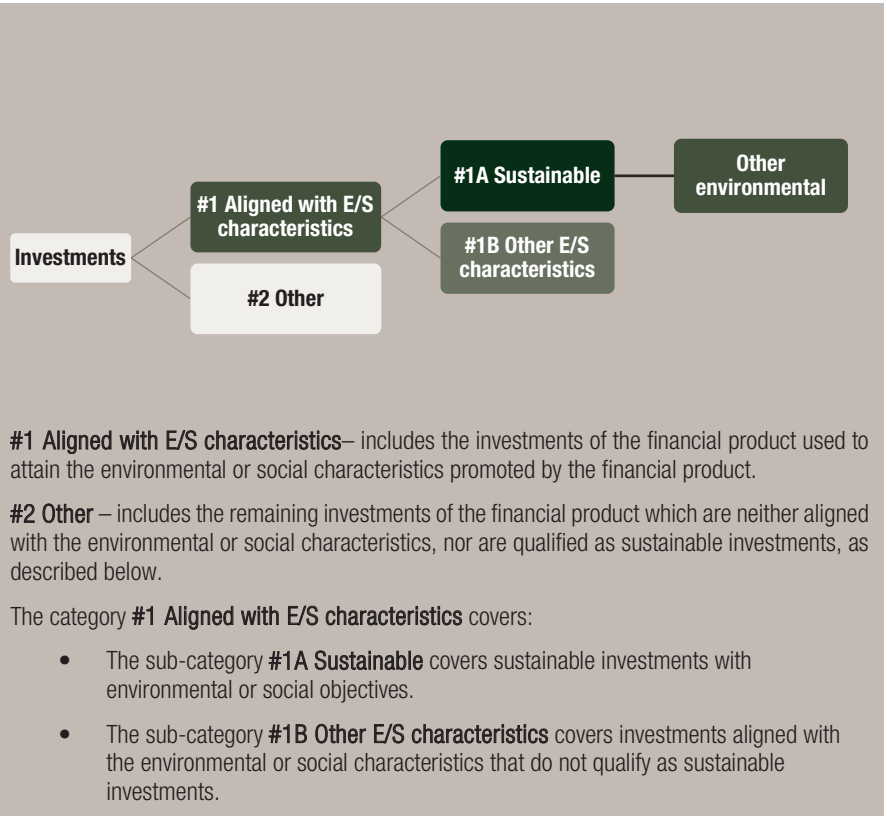 #1A Sustainable
Other
environmental
#1 Aligned with E/S
characteristics
#1B Other E/S
characteristics
Investments
#2 Other
#1 Aligned with E/S characteristics– includes the investments of the financial product used to
attain the environmental or social characteristics promoted by the financial product.
#2 Other – includes the remaining investments of the financial product which are neither aligned
with the environmental or social characteristics, nor are qualified as sustainable investments, as
described below.
The category #1 Aligned with E/S characteristics covers:
• The sub-category #1A Sustainable covers sustainable investments with
environmental or social objectives.
• The sub-category #1B Other E/S characteristics covers investments aligned with
the environmental or social characteristics that do not qualify as sustainable
investments.